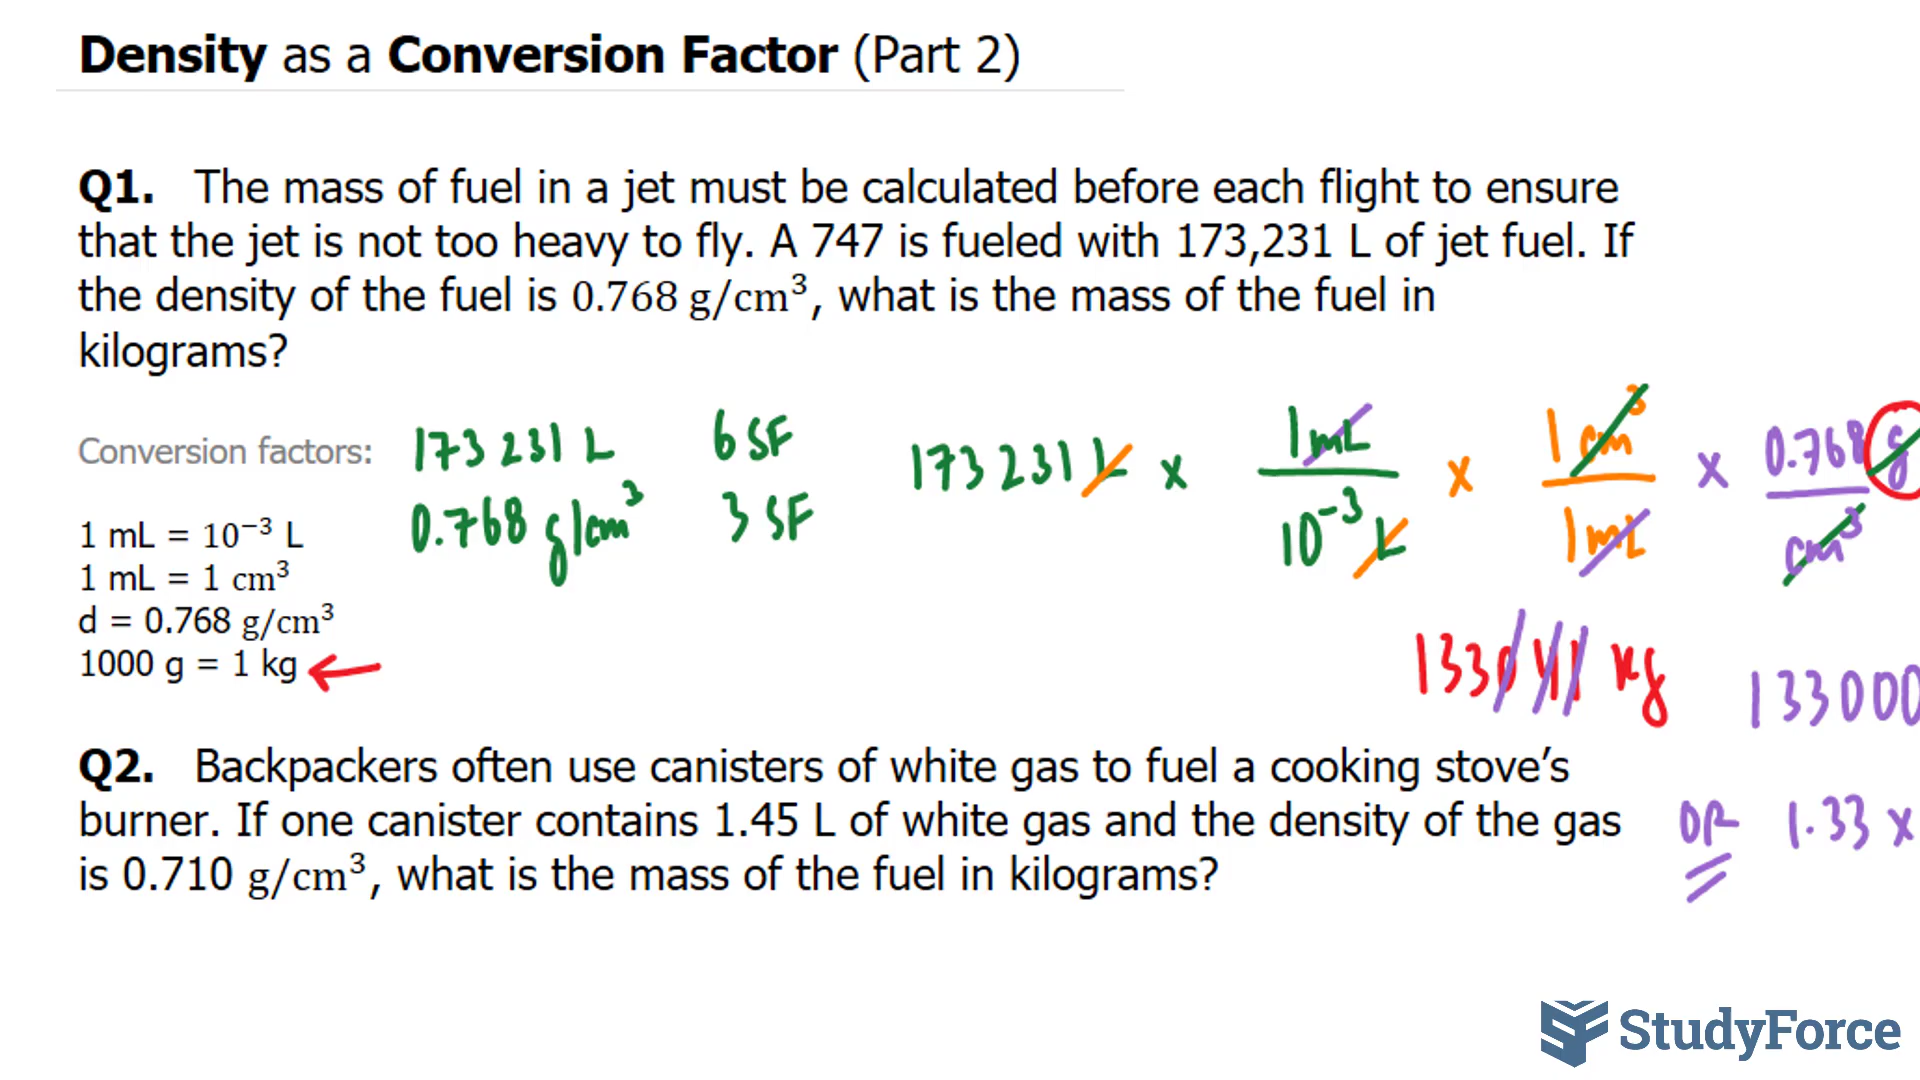 Density as a Conversion Factor (Part 2)
Q1. The mass of fuel in a jet must be calculated before each flight to ensure
that the jet is not too heavy to fly. A 747 is fueled with 173,231 L of jet fuel. If
the density of the fuel is 0.768 g/cm³, what is the mass of the fuel in
kilograms?
Conversion factors:
1 mL = 10⁻³ L
1 mL = 1 cm³
d = 0.768 g/cm³
1000 g = 1 kg
173 231 L 6 SF
0.768 g/cm³ 3 SF
173 231 L × 1 mL / 10⁻³ L × 1 cm³ / 1 mL × 0.768 g / cm³
133041 kg 133000
OR 1.33 ×
Q2. Backpackers often use canisters of white gas to fuel a cooking stove’s
burner. If one canister contains 1.45 L of white gas and the density of the gas
is 0.710 g/cm³, what is the mass of the fuel in kilograms?
StudyForce